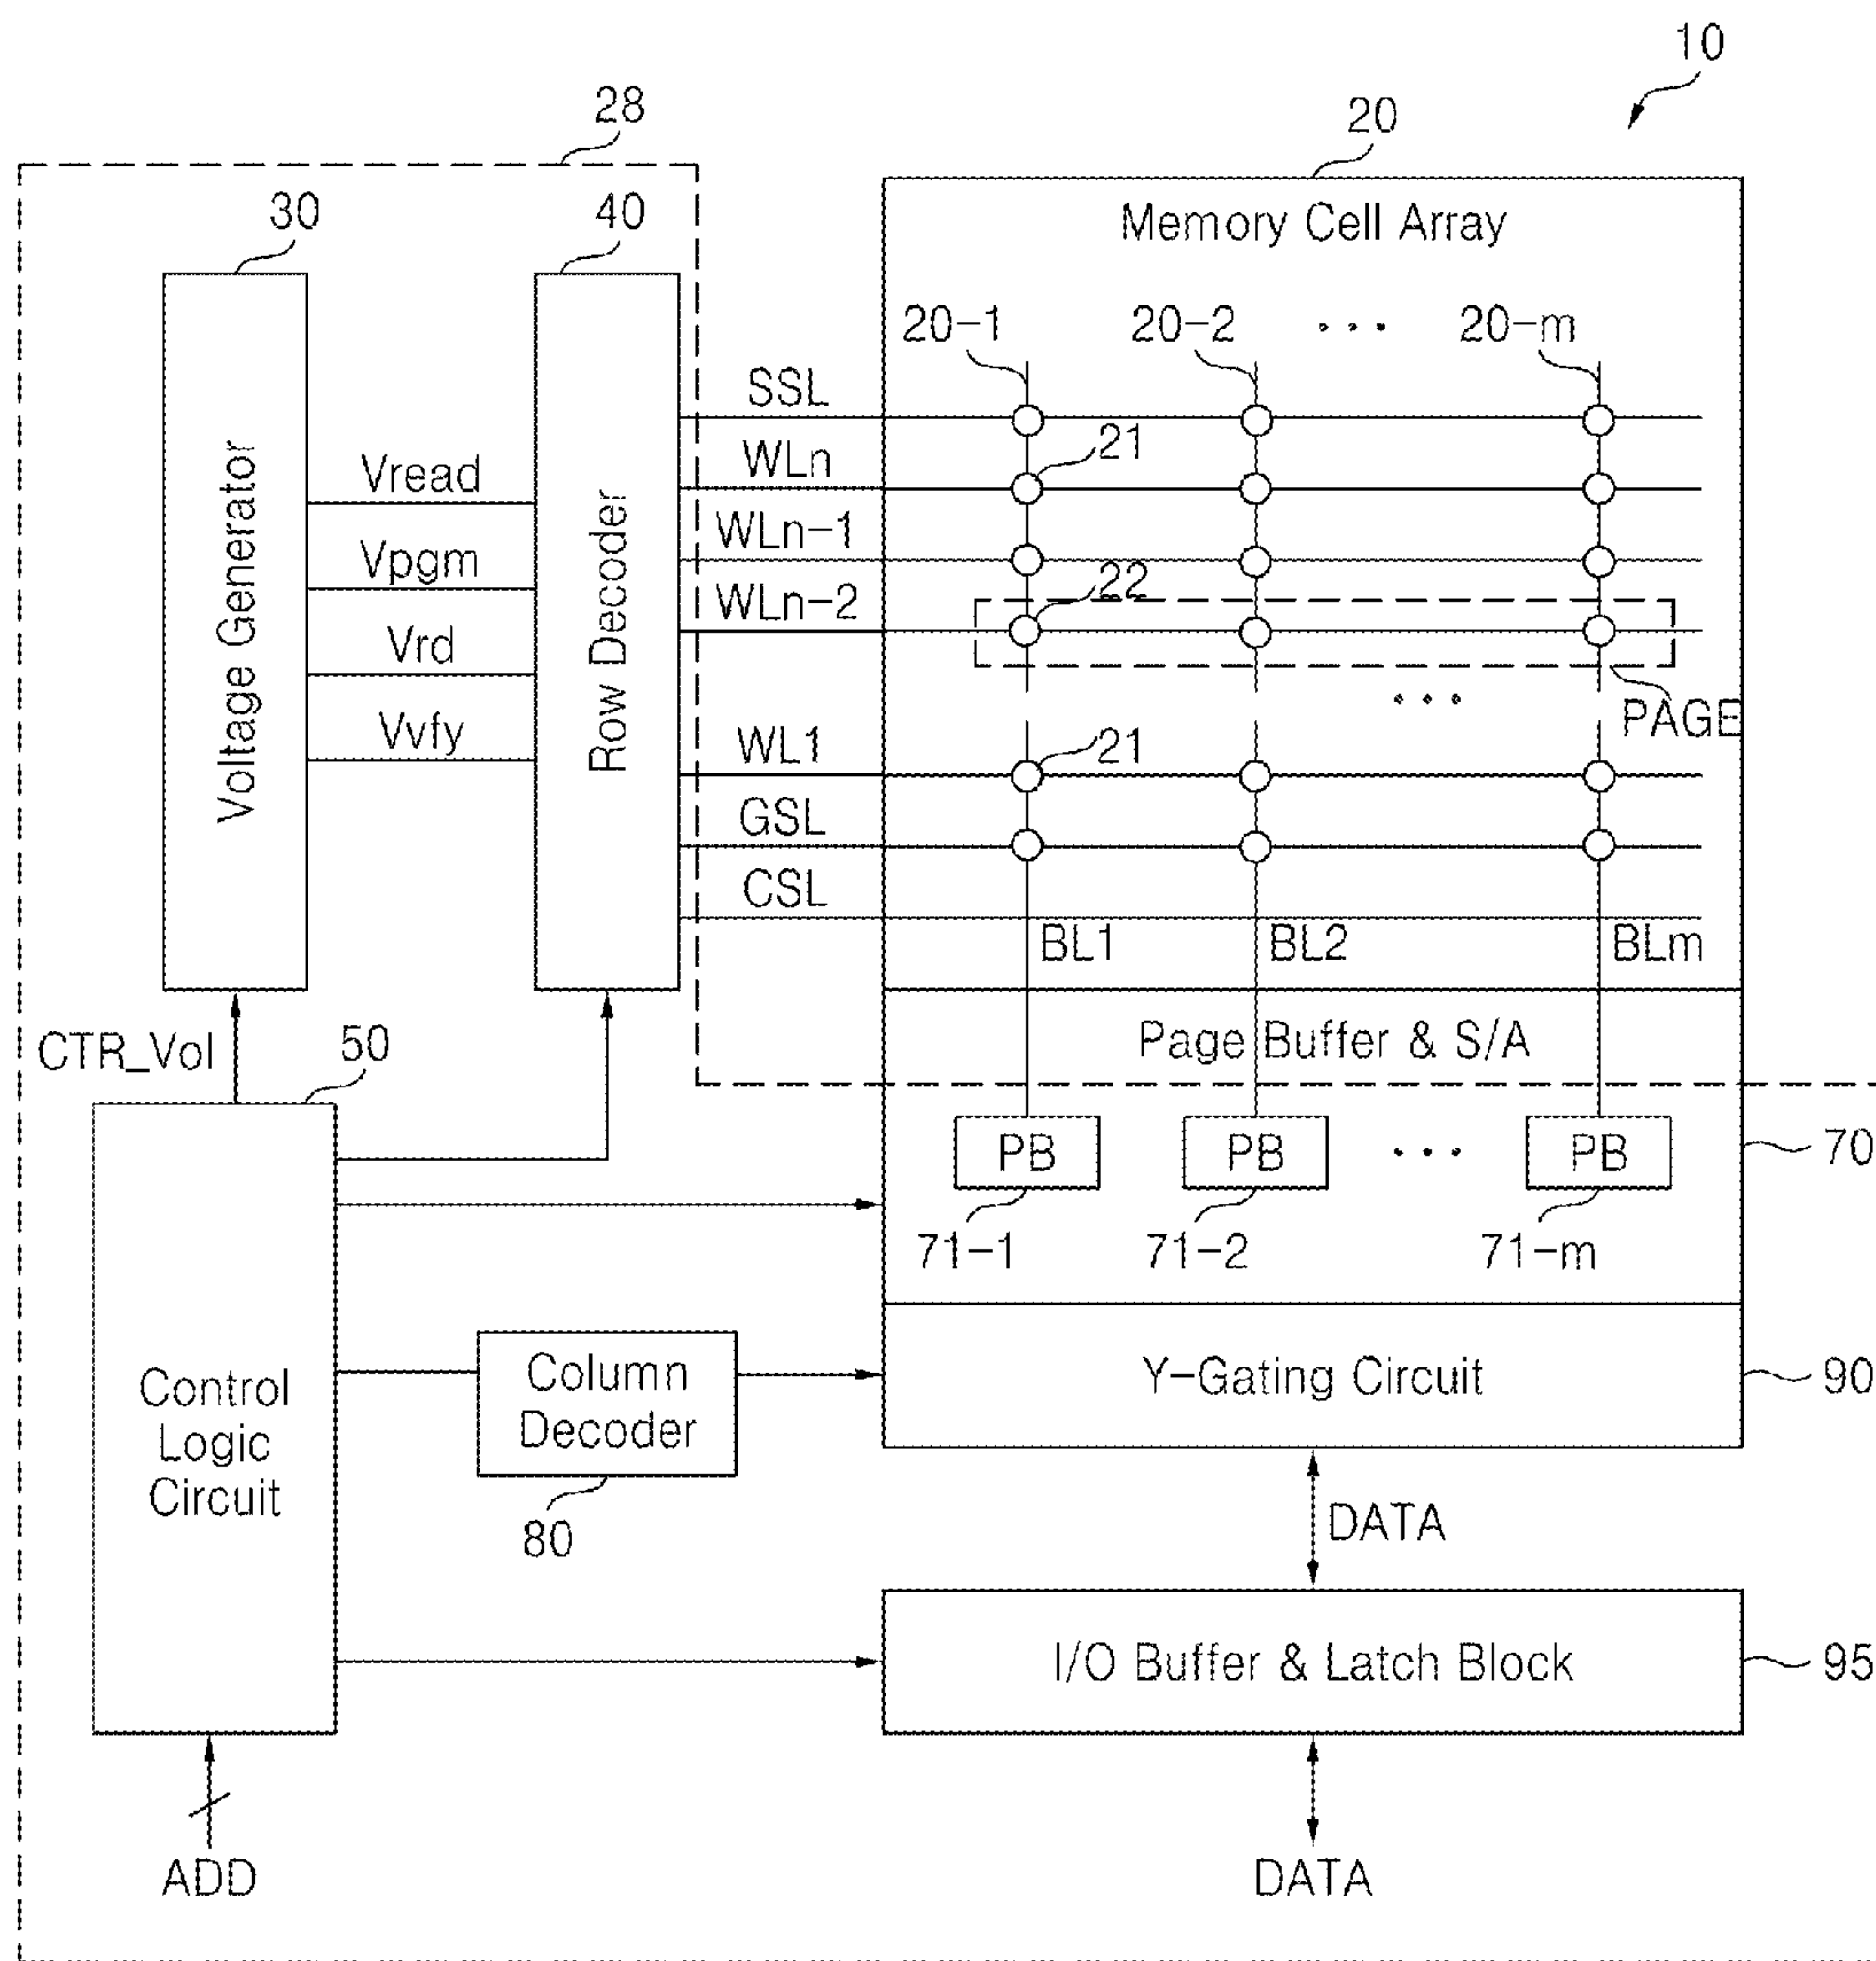 10
28
20
30
40
Memory Cell Array
20-1
20-2
...
20-m
SSL
WLn
21
WLn-1
WLn-2
22
PAGE
...
WL1
21
GSL
CSL
BL1
BL2
BLm
Voltage Generator
Vread
Vpgm
Vrd
Vvfy
Row Decoder
CTR_Vol
50
Page Buffer & S/A
PB
PB
...
PB
70
71-1
71-2
71-m
Control
Logic
Circuit
Column
Decoder
80
Y-Gating Circuit
90
DATA
I/O Buffer & Latch Block
95
ADD
DATA